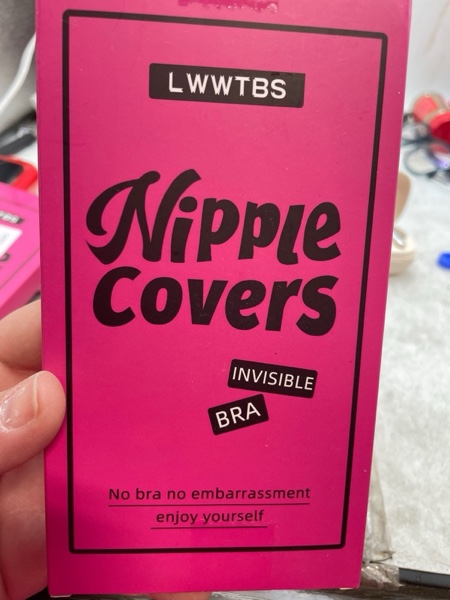 LWWTBS
Nipple
Covers
INVISIBLE
BRA
No bra no embarrassment
enjoy yourself